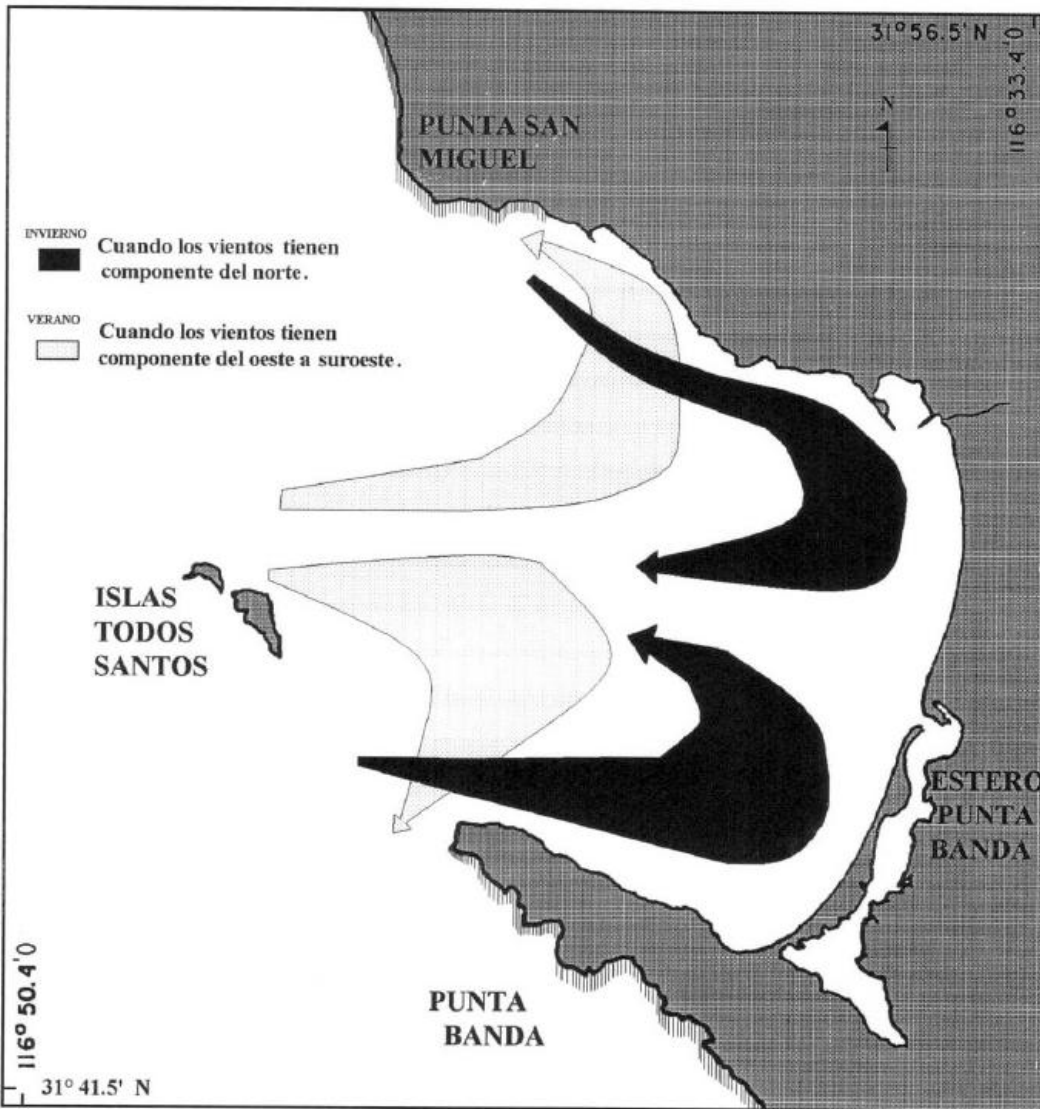 31° 56.5' N
116° 33.4' O
N
PUNTA SAN
MIGUEL
INVIERNO
Cuando los vientos tienen
componente del norte.
VERANO
Cuando los vientos tienen
componente del oeste a suroeste.
ISLAS
TODOS
SANTOS
ESTERO
PUNTA
BANDA
PUNTA
BANDA
116° 50.4' O
31° 41.5' N